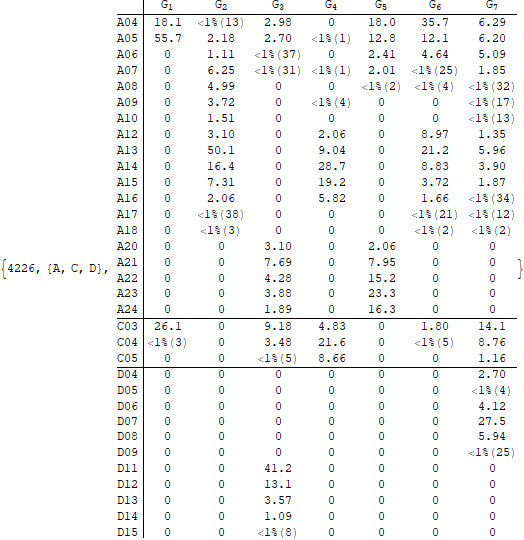 G1 G2 G3 G4 G5 G6 G7
A04 18.1 <1%(13) 2.98 0 18.0 35.7 6.29
A05 55.7 2.18 2.70 <1%(1) 12.8 12.1 6.20
A06 0 1.11 <1%(37) 0 2.41 4.64 5.09
A07 0 6.25 <1%(31) <1%(1) 2.01 <1%(25) 1.85
A08 0 4.99 0 0 <1%(2) <1%(4) <1%(32)
A09 0 3.72 0 <1%(4) 0 0 <1%(17)
A10 0 1.51 0 0 0 0 <1%(13)
A12 0 3.10 0 2.06 0 8.97 1.35
A13 0 50.1 0 9.04 0 21.2 5.96
A14 0 16.4 0 28.7 0 8.83 3.90
A15 0 7.31 0 19.2 0 3.72 1.87
A16 0 2.06 0 5.82 0 1.66 <1%(34)
A17 0 <1%(38) 0 0 0 <1%(21) <1%(12)
A18 0 <1%(3) 0 0 0 <1%(2) <1%(2)
A20 0 0 3.10 0 2.06 0 0
{4226, {A, C, D}, A21 0 0 7.69 0 7.95 0 0 }
A22 0 0 4.28 0 15.2 0 0
A23 0 0 3.88 0 23.3 0 0
A24 0 0 1.89 0 16.3 0 0
C03 26.1 0 9.18 4.83 0 1.80 14.1
C04 <1%(3) 0 3.48 21.6 0 <1%(5) 8.76
C05 0 0 <1%(5) 8.66 0 0 1.16
D04 0 0 0 0 0 0 2.70
D05 0 0 0 0 0 0 <1%(4)
D06 0 0 0 0 0 0 4.12
D07 0 0 0 0 0 0 27.5
D08 0 0 0 0 0 0 5.94
D09 0 0 0 0 0 0 <1%(25)
D11 0 0 41.2 0 0 0 0
D12 0 0 13.1 0 0 0 0
D13 0 0 3.57 0 0 0 0
D14 0 0 1.09 0 0 0 0
D15 0 0 <1%(8) 0 0 0 0